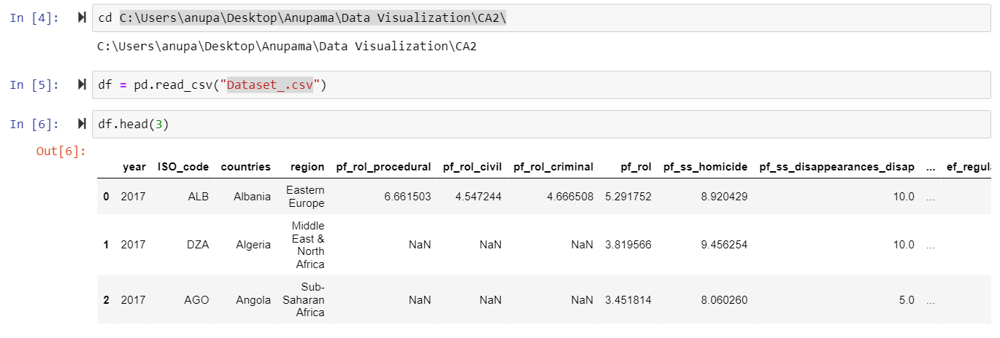 In [4]: cd C:\Users\anupa\Desktop\Anupama\Data Visualization\CA2\
C:\Users\anupa\Desktop\Anupama\Data Visualization\CA2
In [5]: df = pd.read_csv("Dataset_.csv")
In [6]: df.head(3)
Out[6]:
year ISO_code countries region pf_rol_procedural pf_rol_civil pf_rol_criminal pf_rol pf_ss_homicide pf_ss_disappearances_disap ... ef_regula
0 2017 ALB Albania Eastern Europe 6.661503 4.547244 4.666508 5.291752 8.920429 10.0 ...
1 2017 DZA Algeria Middle East & North Africa NaN NaN NaN 3.819566 9.456254 10.0 ...
2 2017 AGO Angola Sub-Saharan Africa NaN NaN NaN 3.451814 8.060260 5.0 ...